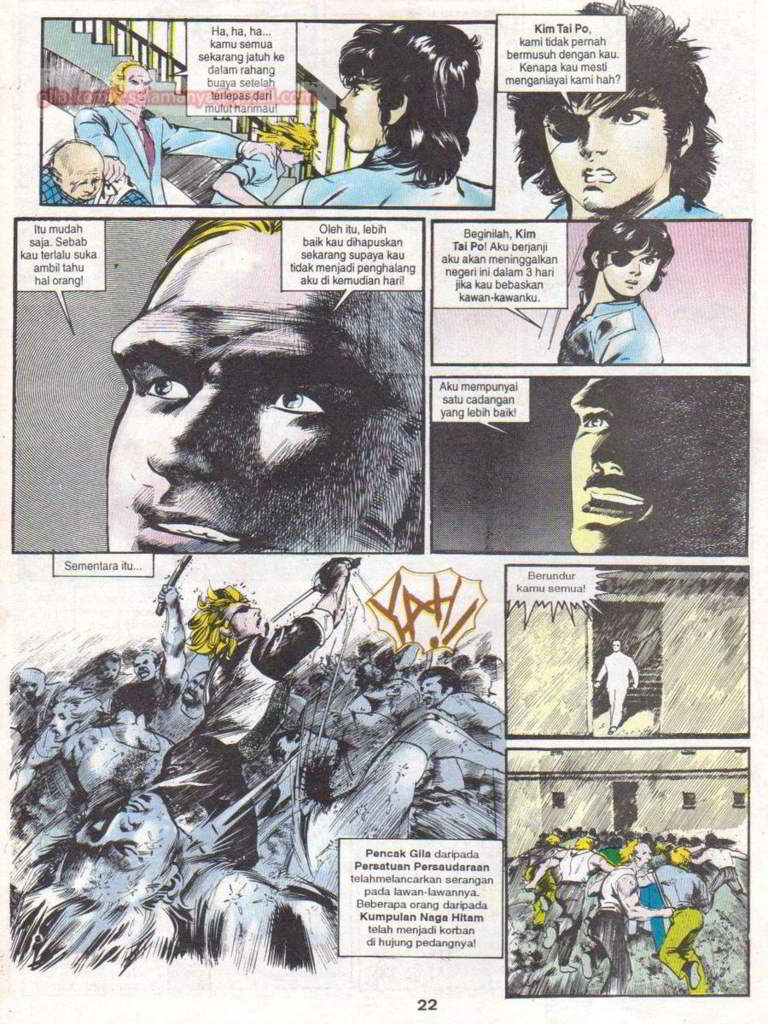 Ha, ha, ha...
kamu semua
sekarang jatuh ke
dalam rahang
buaya setelah
terlepas dari
mulut harimau!
Kim Tai Po,
kami tidak pernah
bermusuh dengan kau.
Kenapa kau mesti
menganiayai kami hah?
Itu mudah
saja. Sebab
kau terlalu suka
ambil tahu
hal orang!
Oleh itu, lebih
baik kau dihapuskan
sekarang supaya kau
tidak menjadi penghalang
aku di kemudian hari!
Beginilah, Kim
Tai Po! Aku berjanji
aku akan meninggalkan
negeri ini dalam 3 hari
jika kau bebaskan
kawan-kawanku.
Aku mempunyai
satu cadangan
yang lebih baik!
Sementara itu...
YAH!
Berundur
kamu semua!
Pencak Gila daripada
Persatuan Persaudaraan
telahmelancarkan serangan
pada lawan-lawannya.
Beberapa orang daripada
Kumpulan Naga Hitam
telah menjadi korban
di hujung pedangnya!
22